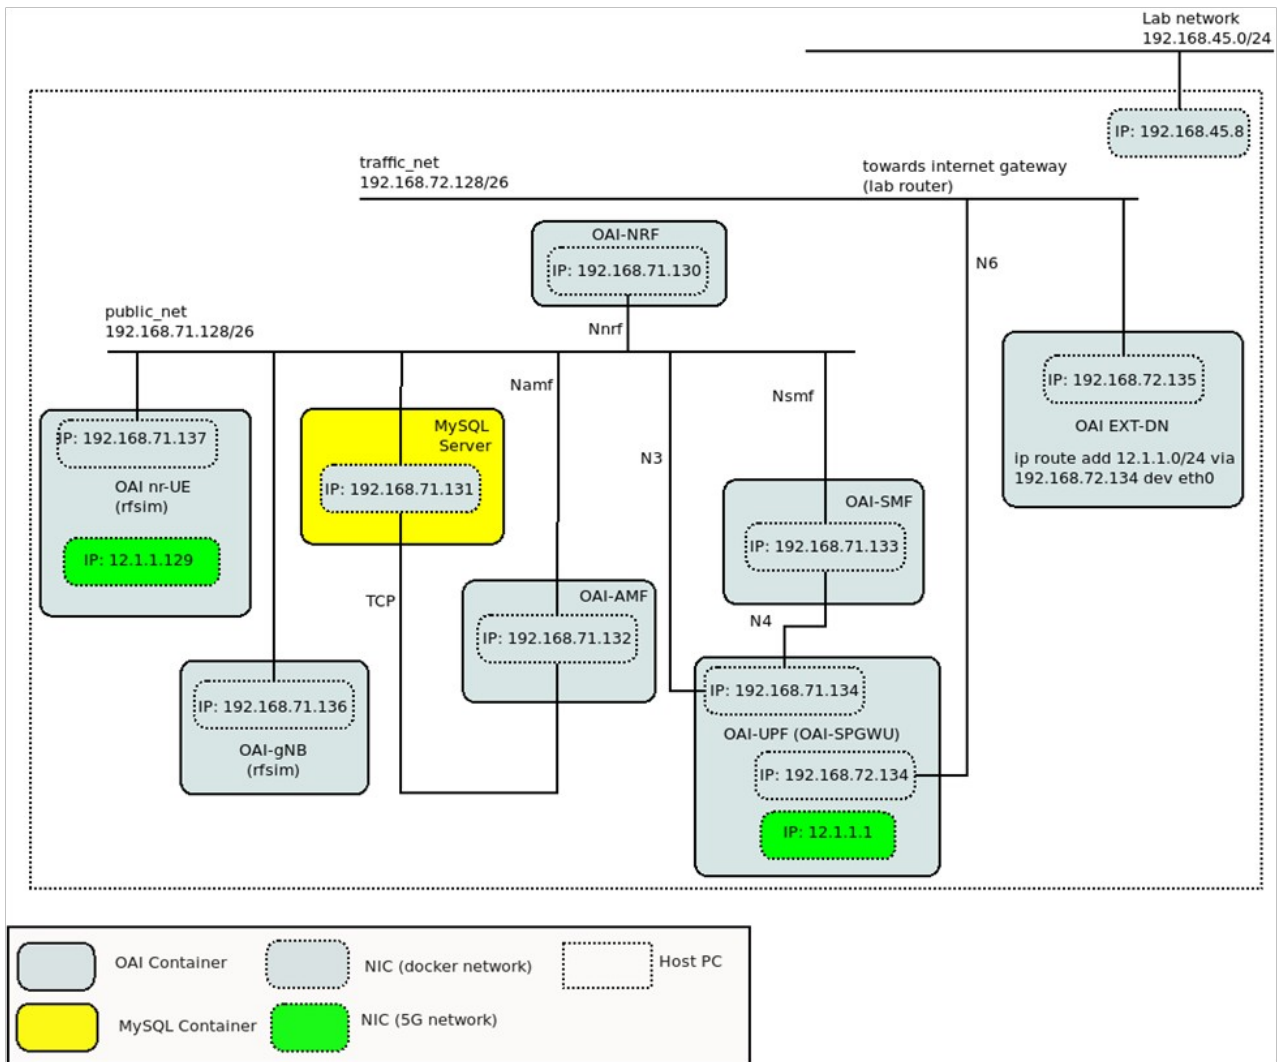 Lab network
192.168.45.0/24
IP: 192.168.45.8
traffic_net
192.168.72.128/26
towards internet gateway
(lab router)
OAI-NRF
IP: 192.168.71.130
N6
public_net
192.168.71.128/26
Nnrf
IP: 192.168.72.135
OAI EXT-DN
ip route add 12.1.1.0/24 via
192.168.72.134 dev eth0
Namf
Nsmf
IP: 192.168.71.137
OAI nr-UE
(rfsim)
IP: 12.1.1.129
MySQL
Server
IP: 192.168.71.131
N3
OAI-SMF
IP: 192.168.71.133
TCP
OAI-AMF
IP: 192.168.71.132
N4
IP: 192.168.71.136
OAI-gNB
(rfsim)
IP: 192.168.71.134
OAI-UPF (OAI-SPGWU)
IP: 192.168.72.134
IP: 12.1.1.1
OAI Container
NIC (docker network)
Host PC
MySQL Container
NIC (5G network)